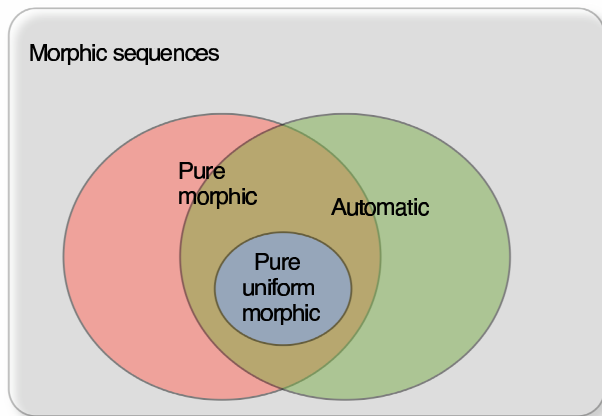 Morphic sequences
Pure
morphic
Automatic
Pure
uniform
morphic